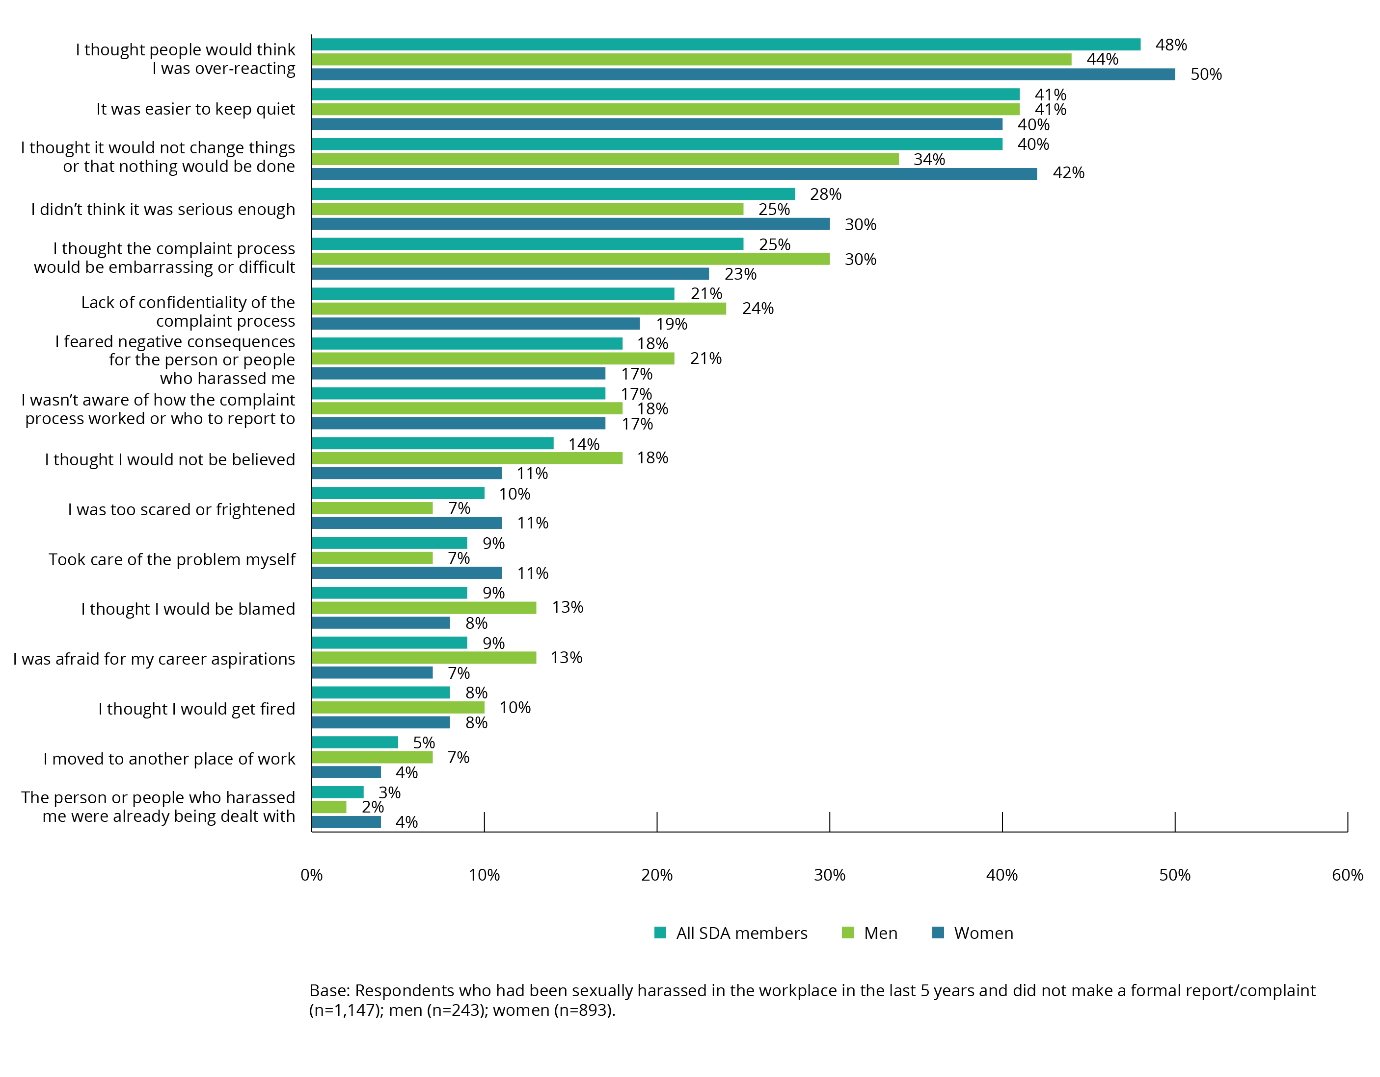 I thought people would think
I was over-reacting
48%
44%
50%
It was easier to keep quiet
41%
41%
40%
I thought it would not change things
or that nothing would be done
40%
34%
42%
I didn’t think it was serious enough
28%
25%
30%
I thought the complaint process
would be embarrassing or difficult
25%
30%
23%
Lack of confidentiality of the
complaint process
21%
24%
19%
I feared negative consequences
for the person or people
who harassed me
18%
21%
17%
I wasn’t aware of how the complaint
process worked or who to report to
17%
18%
17%
I thought I would not be believed
14%
18%
11%
I was too scared or frightened
10%
7%
11%
Took care of the problem myself
9%
7%
11%
I thought I would be blamed
9%
13%
8%
I was afraid for my career aspirations
9%
13%
7%
I thought I would get fired
8%
10%
8%
I moved to another place of work
5%
7%
4%
The person or people who harassed
me were already being dealt with
3%
2%
4%
0% 10% 20% 30% 40% 50% 60%
All SDA members Men Women
Base: Respondents who had been sexually harassed in the workplace in the last 5 years and did not make a formal report/complaint
(n=1,147); men (n=243); women (n=893).